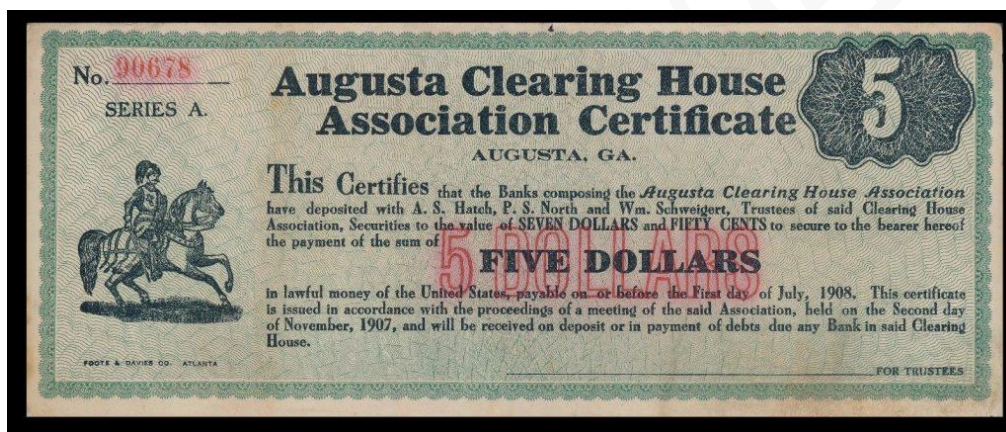 No. 90678
SERIES A.
Augusta Clearing House
Association Certificate
5
AUGUSTA, GA.
This Certifies that the Banks composing the Augusta Clearing House Association
have deposited with A. S. Hatch, P. S. North and Wm. Schweigert, Trustees of said Clearing House
Association, Securities to the value of SEVEN DOLLARS and FIFTY CENTS to secure to the bearer hereof
the payment of the sum of
5 DOLLARS
FIVE DOLLARS
in lawful money of the United States, payable on or before the First day of July, 1908. This certificate
is issued in accordance with the proceedings of a meeting of the said Association, held on the Second day
of November, 1907, and will be received on deposit or in payment of debts due any Bank in said Clearing
House.
FOOTE & DAVIES CO. ATLANTA
FOR TRUSTEES